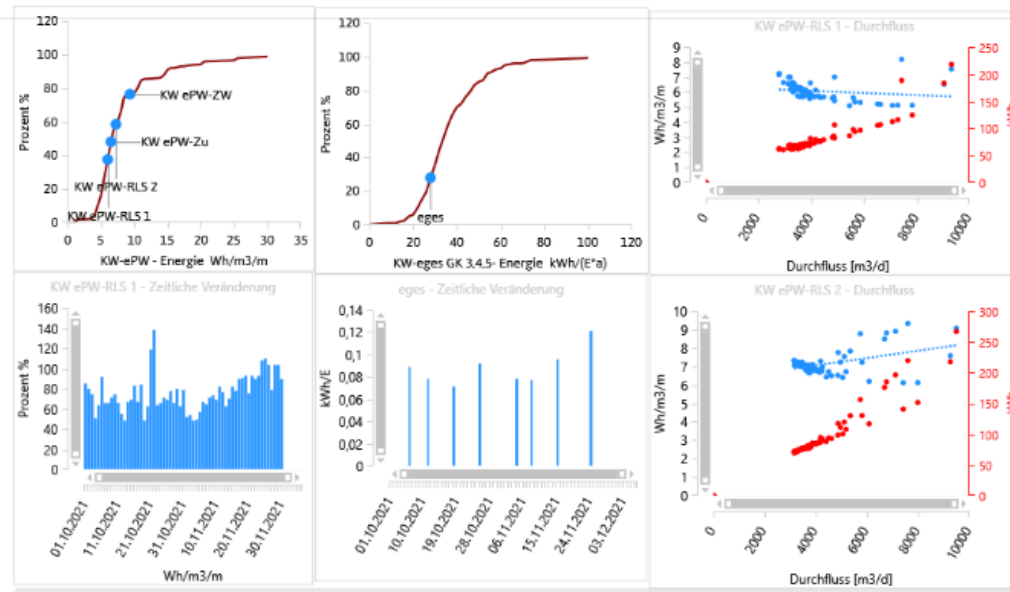 120
100
80
60
40
20
0
Prozent %
KW ePW-ZW
KW ePW-Zu
KW ePW-RLS 2
KW ePW-RLS 1
0 5 10 15 20 25 30 35
KW-ePW - Energie Wh/m3/m
120
100
80
60
40
20
0
Prozent %
eges
0 20 40 60 80 100 120
KW-eges GK 3.4.5- Energie kWh/(E*a)
KW ePW-RLS 1 - Durchfluss
9
8
7
6
5
4
3
2
1
0
Wh/m3/m
250
200
150
100
50
0
0 2000 4000 6000 8000 10000
Durchfluss [m3/d]
KW ePW-RLS 1 - Zeitliche Veränderung
160
140
120
100
80
60
40
20
0
Prozent %
01.10.2021 11.10.2021 21.10.2021 31.10.2021 10.11.2021 20.11.2021 30.11.2021
Wh/m3/m
eges - Zeitliche Veränderung
0,14
0,12
0,1
0,08
0,06
0,04
0,02
0
kWh/E
01.10.2021 10.10.2021 19.10.2021 28.10.2021 06.11.2021 15.11.2021 24.11.2021 03.12.2021
KW ePW-RLS 2 - Durchfluss
10
9
8
7
6
5
4
3
2
1
0
Wh/m3/m
300
250
200
150
100
50
0
0 2000 4000 6000 8000 10000
Durchfluss [m3/d]